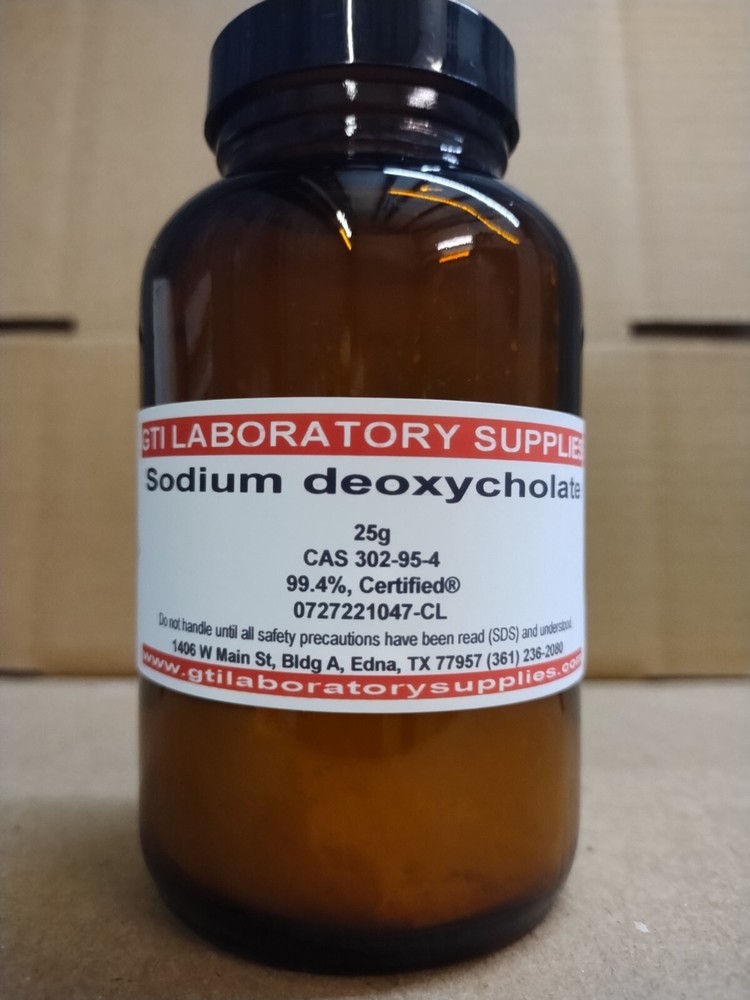 GTI LABORATORY SUPPLIES
Sodium deoxycholate
25g
CAS 302-95-4
99.4%, Certified®
0727221047-CL
Do not handle until all safety precautions have been read (SDS) and understood.
1406 W Main St, Bldg A, Edna, TX 77957 (361) 236-2080
www.gtilaboratorysupplies.com